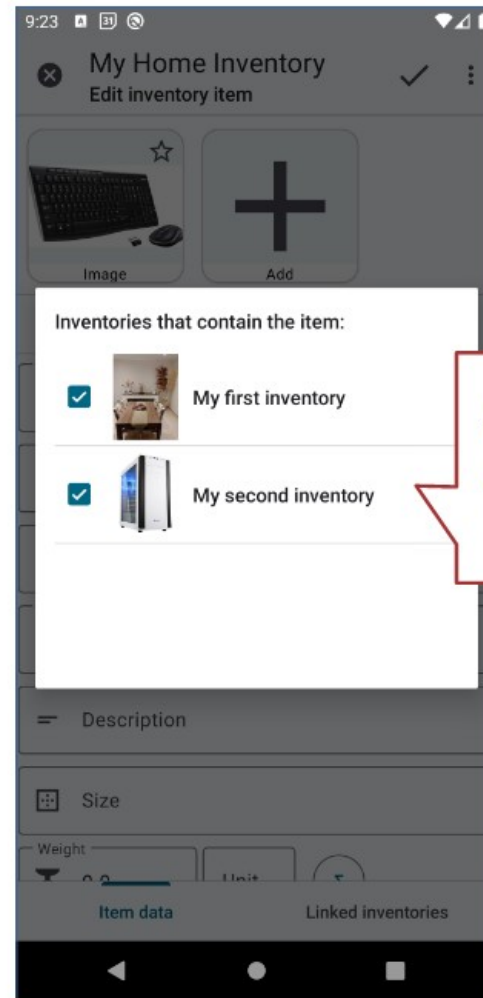 9:23
My Home Inventory
Edit inventory item
Image
Add
Inventories that contain the item:
My first inventory
My second inventory
Description
Size
Weight
Item data
Linked inventories